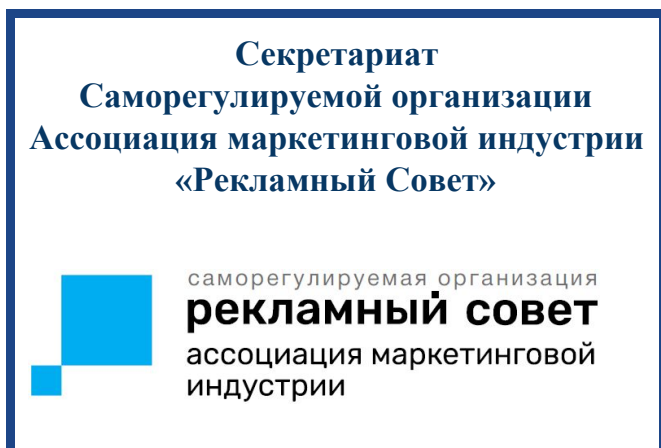 Секретариат
Саморегулируемой организации
Ассоциация маркетинговой индустрии
«Рекламный Совет»
саморегулируемая организация
рекламный совет
ассоциация маркетинговой
индустрии